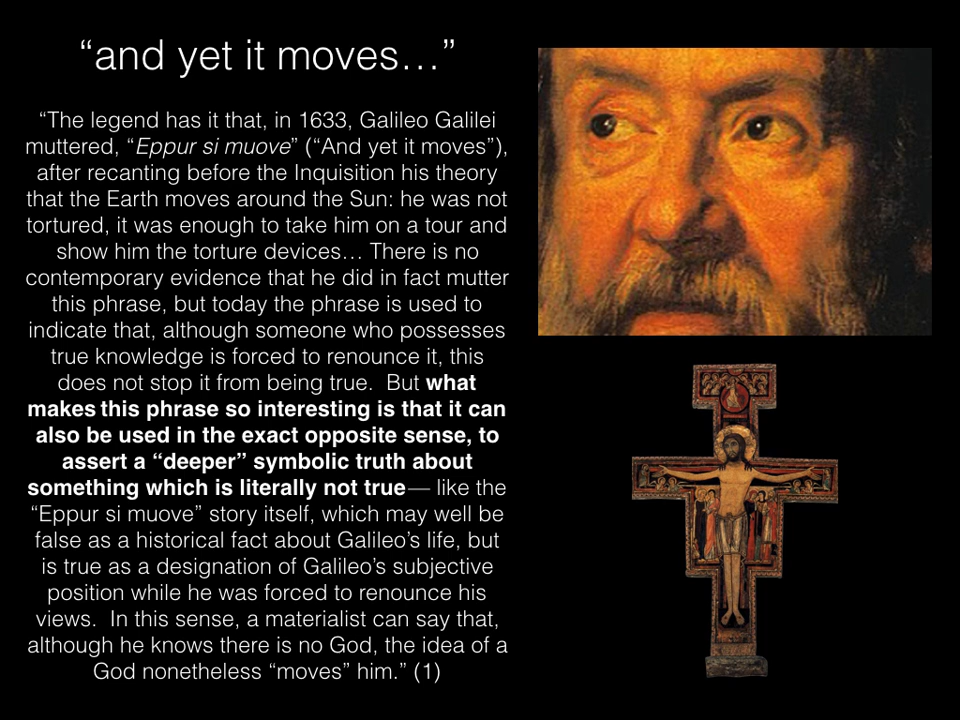 “and yet it moves…”
“The legend has it that, in 1633, Galileo Galilei
muttered, “Eppur si muove” (“And yet it moves”),
after recanting before the Inquisition his theory
that the Earth moves around the Sun: he was not
tortured, it was enough to take him on a tour and
show him the torture devices… There is no
contemporary evidence that he did in fact mutter
this phrase, but today the phrase is used to
indicate that, although someone who possesses
true knowledge is forced to renounce it, this
does not stop it from being true.  But what
makes this phrase so interesting is that it can
also be used in the exact opposite sense, to
assert a “deeper” symbolic truth about
something which is literally not true — like the
“Eppur si muove” story itself, which may well be
false as a historical fact about Galileo’s life, but
is true as a designation of Galileo’s subjective
position while he was forced to renounce his
views.  In this sense, a materialist can say that,
although he knows there is no God, the idea of a
God nonetheless “moves” him.” (1)